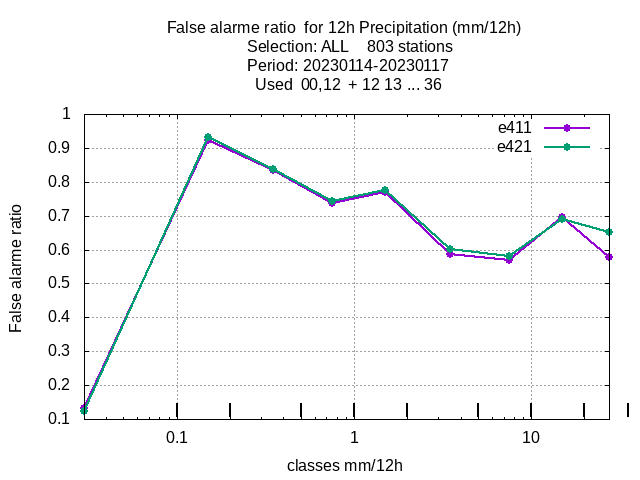 False alarme ratio  for 12h Precipitation (mm/12h)
Selection: ALL    803 stations
Period: 20230114-20230117
Used  00,12  + 12 13 ... 36
e411
e421
1
0.9
0.8
0.7
0.6
0.5
0.4
0.3
0.2
0.1
False alarme ratio
0.1
1
10
classes mm/12h